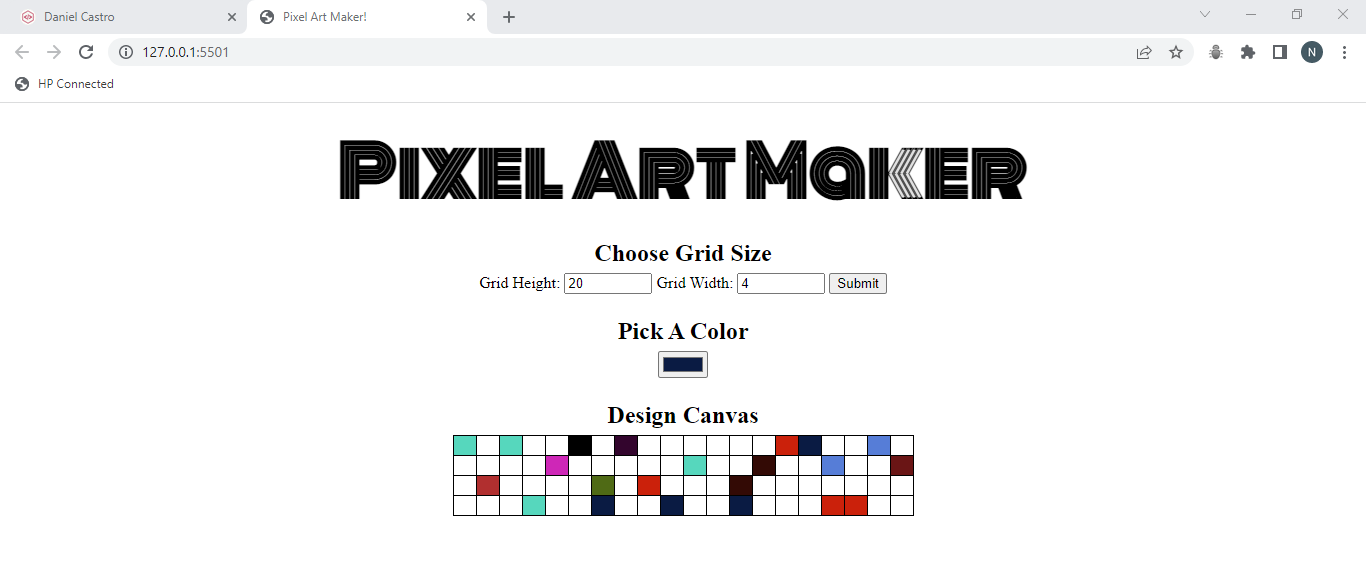 Daniel Castro
Pixel Art Maker!
127.0.0.1:5501
N
HP Connected
Pixel Art Maker
Choose Grid Size
Grid Height: 20 Grid Width: 4 Submit
Pick A Color
Design Canvas